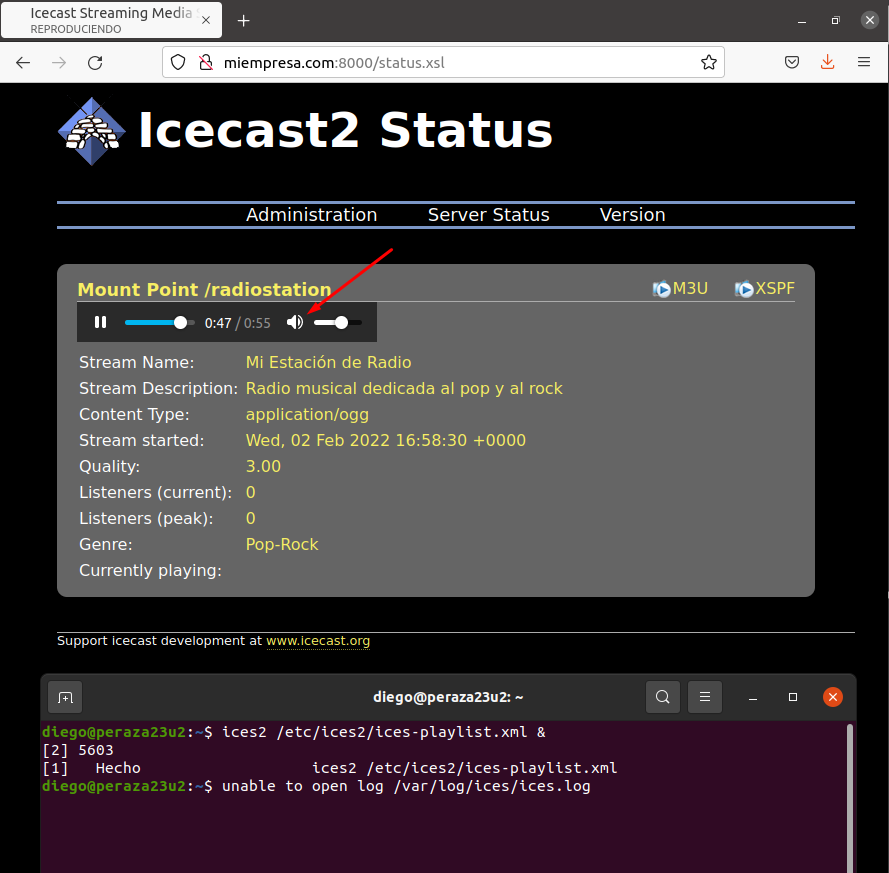 Icecast Streaming Media
REPRODUCIENDO
miempresa.com:8000/status.xsl
Icecast2 Status
Administration Server Status Version
Mount Point /radiostation M3U XSPF
0:47 / 0:55
Stream Name: Mi Estación de Radio
Stream Description: Radio musical dedicada al pop y al rock
Content Type: application/ogg
Stream started: Wed, 02 Feb 2022 16:58:30 +0000
Quality: 3.00
Listeners (current): 0
Listeners (peak): 0
Genre: Pop-Rock
Currently playing:
Support icecast development at www.icecast.org
diego@peraza23u2: ~
diego@peraza23u2:~$ ices2 /etc/ices2/ices-playlist.xml &
[2] 5603
[1]   Hecho                   ices2 /etc/ices2/ices-playlist.xml
diego@peraza23u2:~$ unable to open log /var/log/ices/ices.log